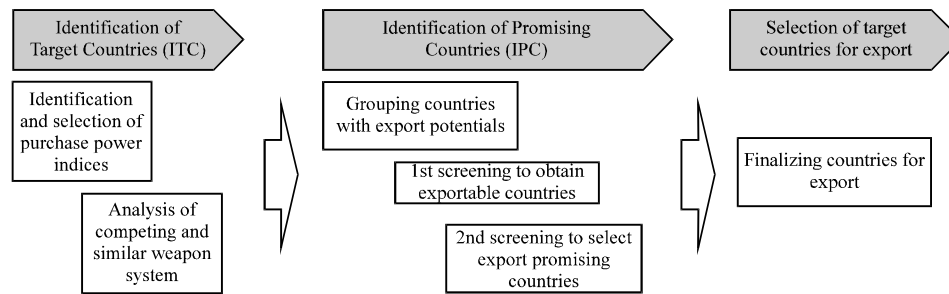 Identification of
Target Countries (ITC)
Identification of Promising
Countries (IPC)
Selection of target
countries for export
Identification
and selection of
purchase power
indices
Analysis of
competing and
similar weapon
system
Grouping countries
with export potentials
1st screening to obtain
exportable countries
2nd screening to select
export promising
countries
Finalizing countries for
export